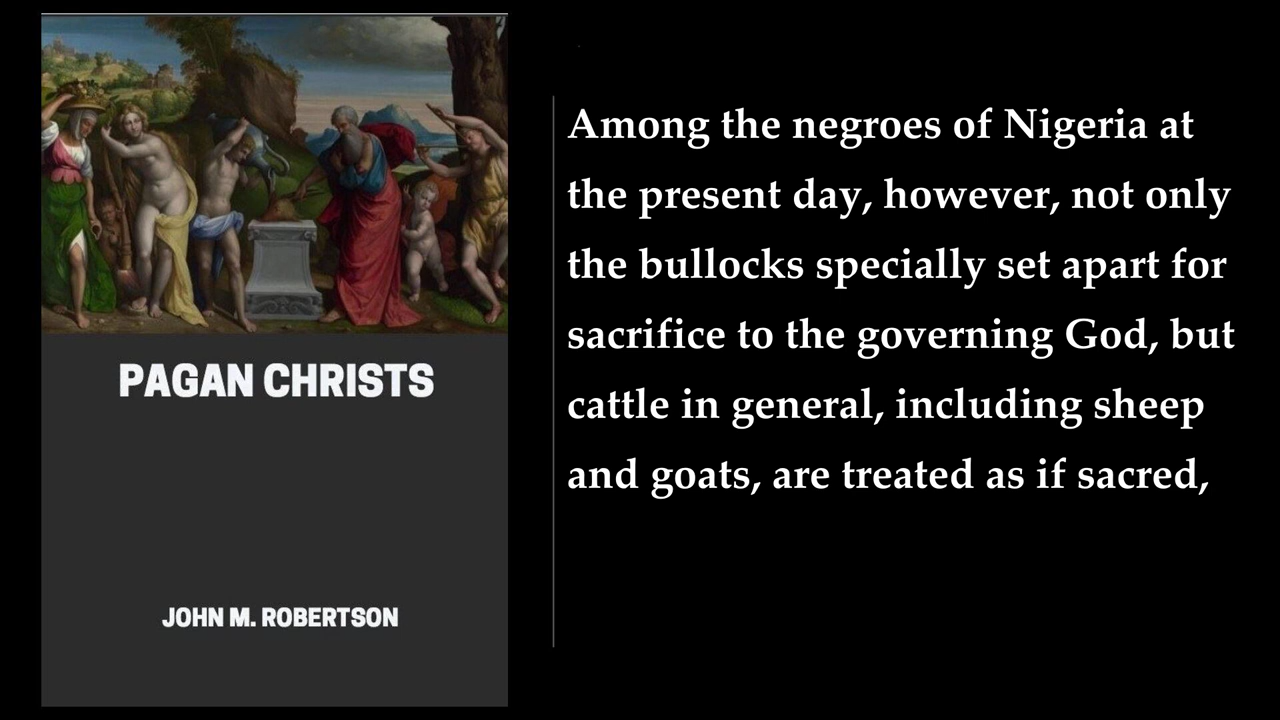 PAGAN CHRISTS
JOHN M. ROBERTSON
Among the negroes of Nigeria at
the present day, however, not only
the bullocks specially set apart for
sacrifice to the governing God, but
cattle in general, including sheep
and goats, are treated as if sacred,